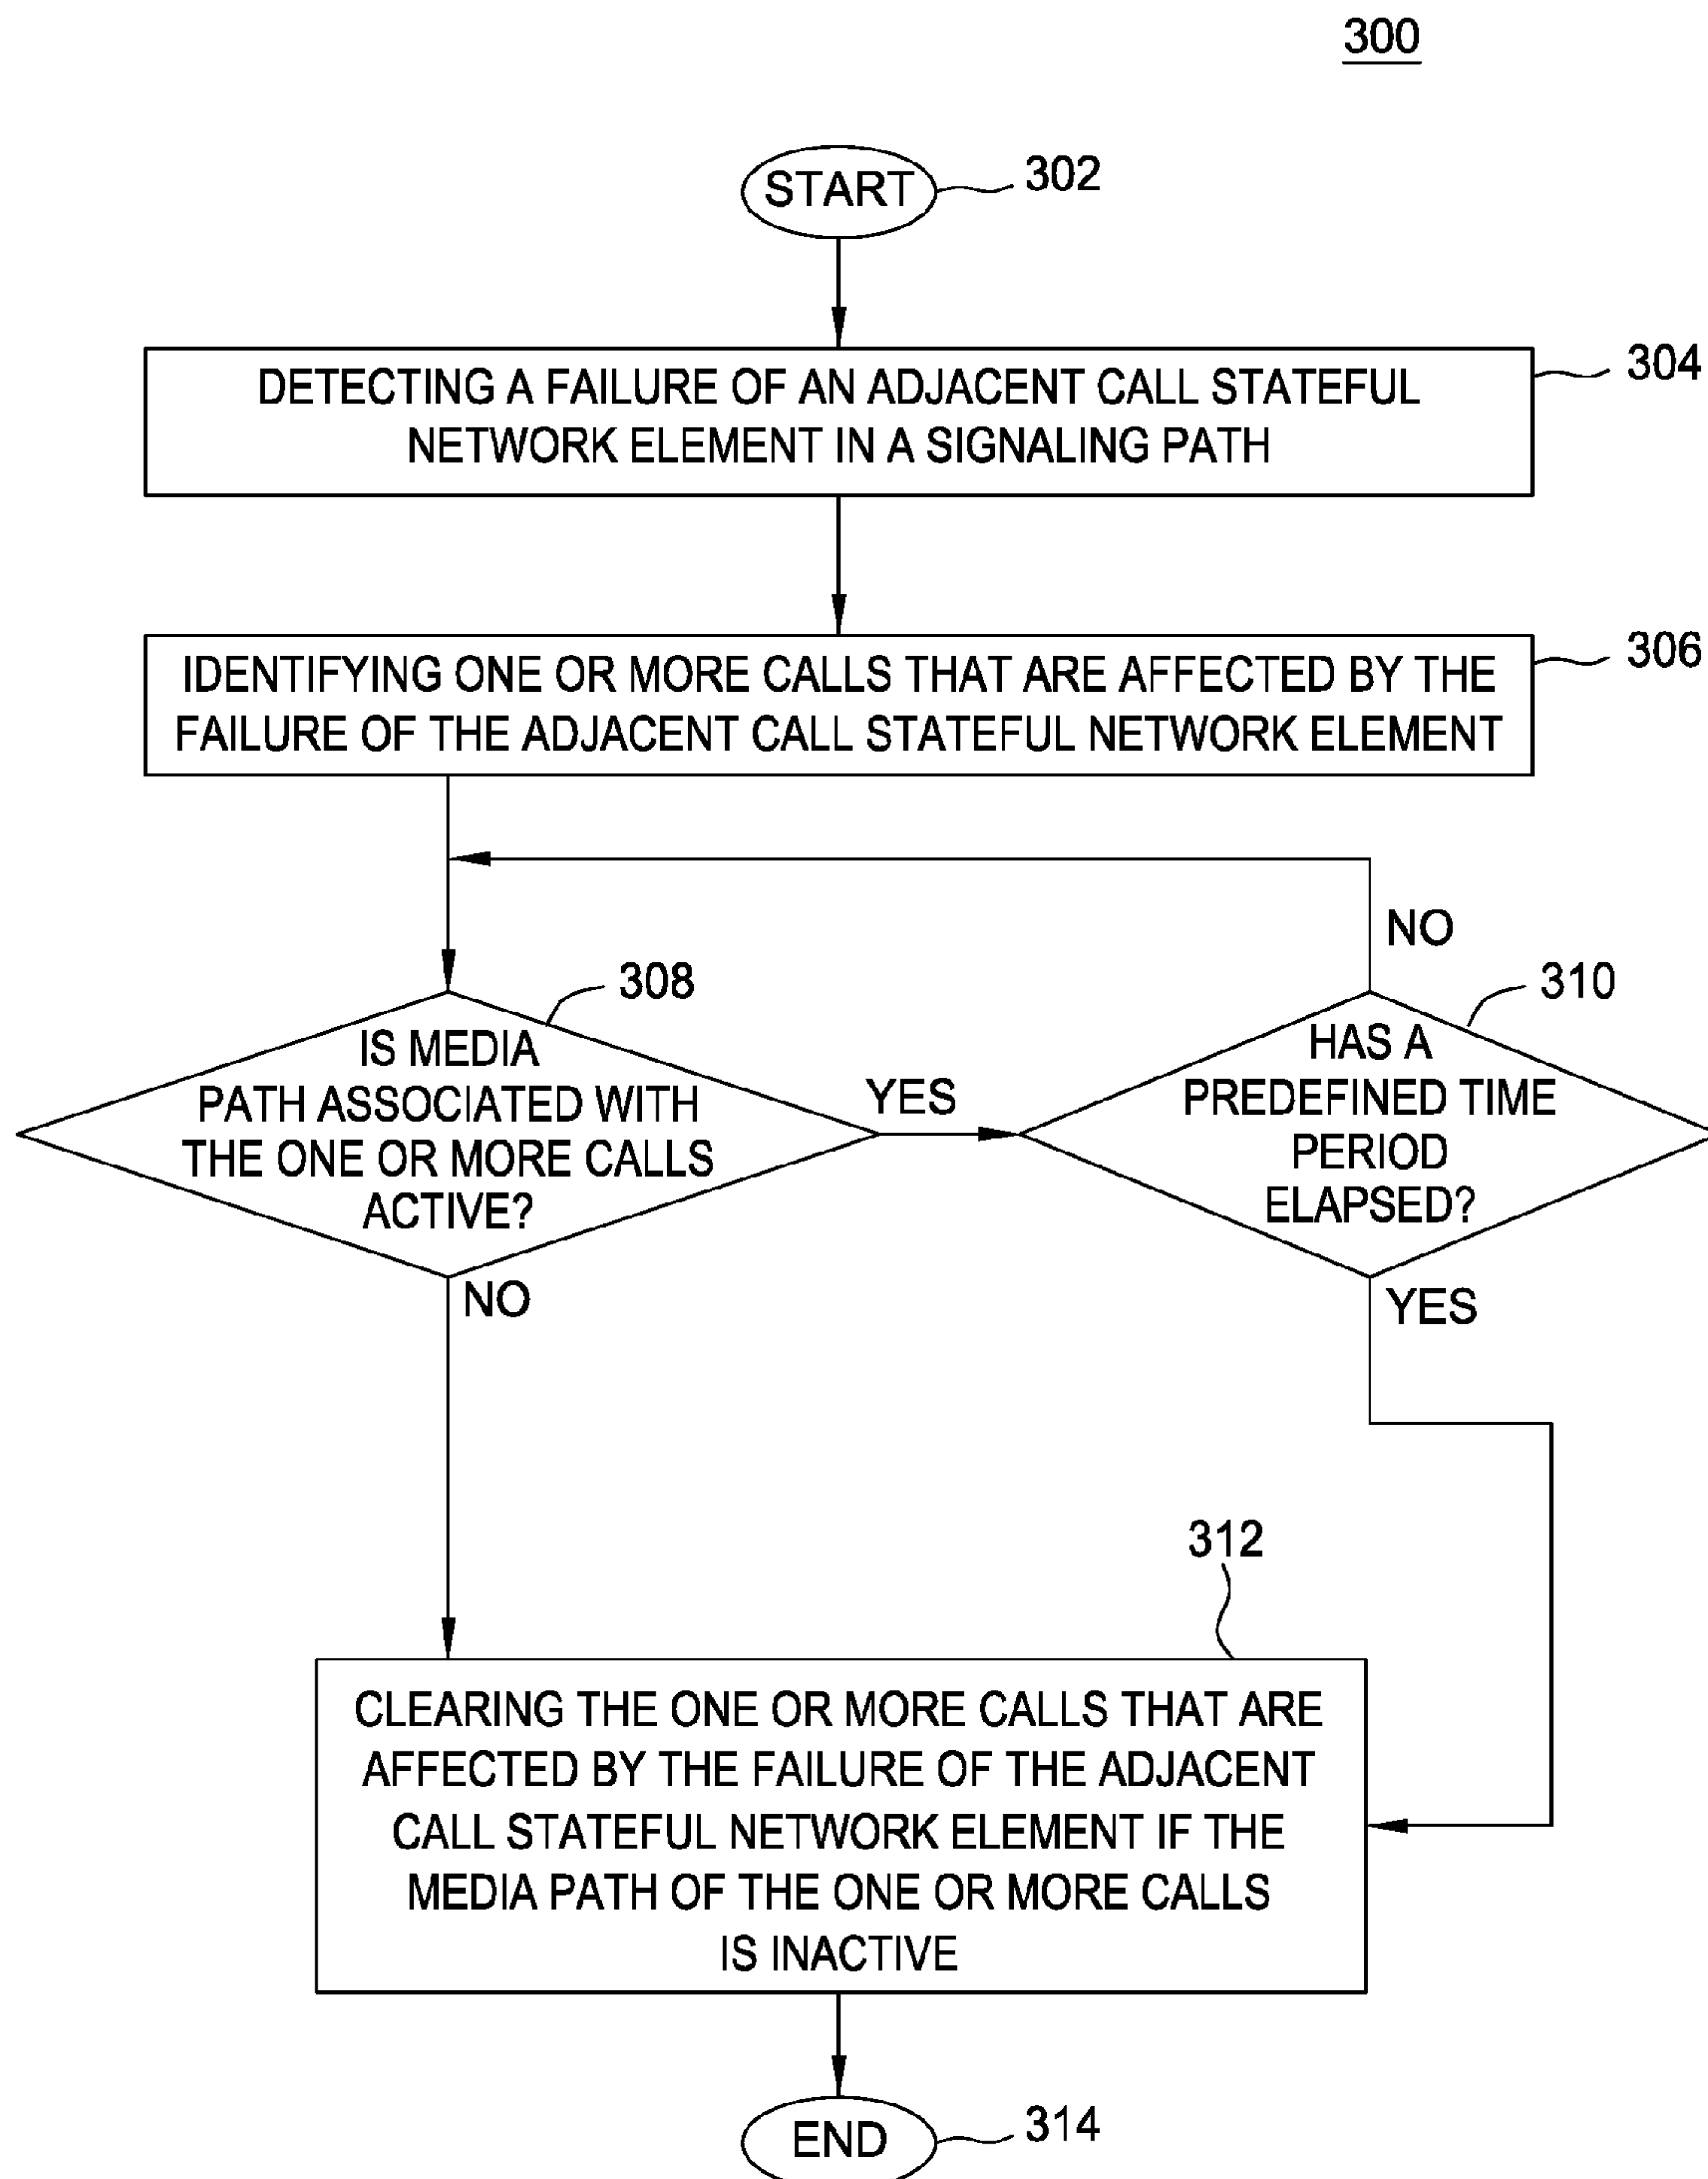 300
START
302
DETECTING A FAILURE OF AN ADJACENT CALL STATEFUL
NETWORK ELEMENT IN A SIGNALING PATH
304
IDENTIFYING ONE OR MORE CALLS THAT ARE AFFECTED BY THE
FAILURE OF THE ADJACENT CALL STATEFUL NETWORK ELEMENT
306
NO
308
IS MEDIA
PATH ASSOCIATED WITH
THE ONE OR MORE CALLS
ACTIVE?
YES
310
HAS A
PREDEFINED TIME
PERIOD
ELAPSED?
NO
YES
312
CLEARING THE ONE OR MORE CALLS THAT ARE
AFFECTED BY THE FAILURE OF THE ADJACENT
CALL STATEFUL NETWORK ELEMENT IF THE
MEDIA PATH OF THE ONE OR MORE CALLS
IS INACTIVE
END
314